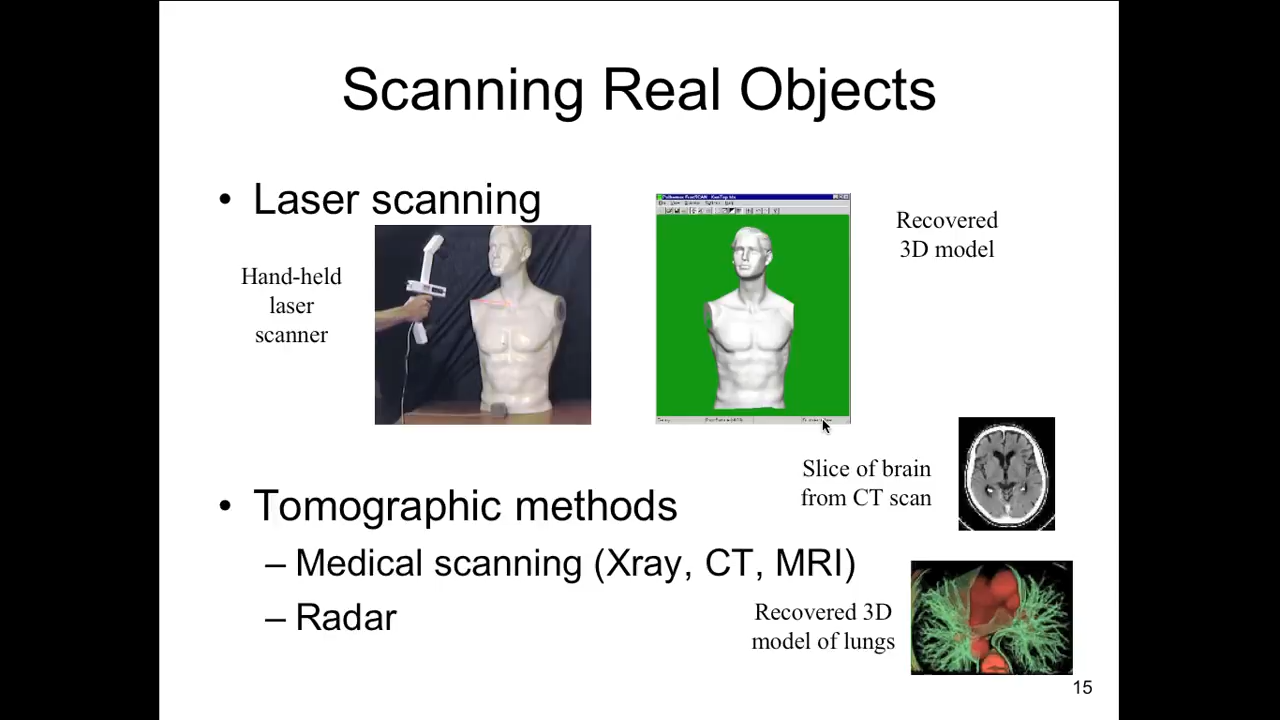 Scanning Real Objects
• Laser scanning
Hand-held
laser
scanner
Recovered
3D model
Slice of brain
from CT scan
• Tomographic methods
– Medical scanning (Xray, CT, MRI)
– Radar
Recovered 3D
model of lungs
15